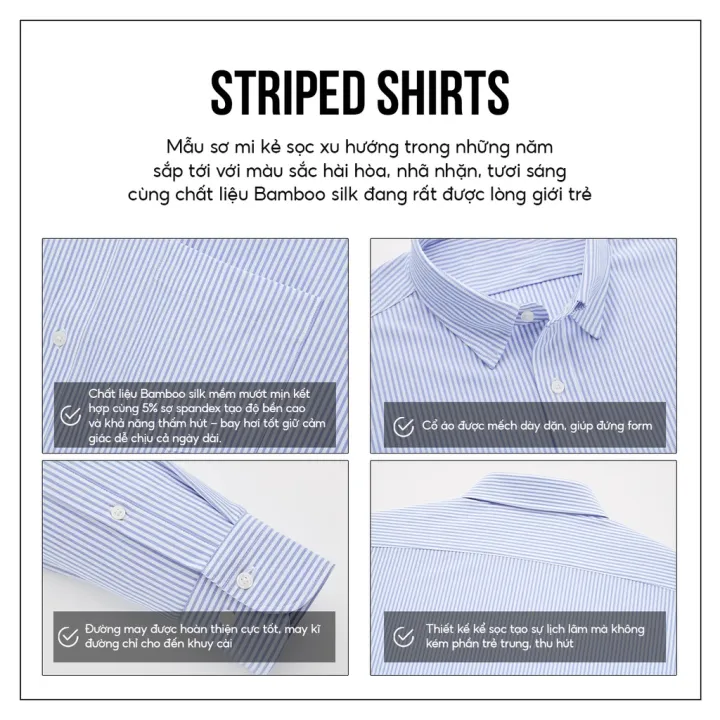 STRIPED SHIRTS
Mẫu sơ mi kẻ sọc xu hướng trong những năm
sắp tới với màu sắc hài hòa, nhã nhặn, tươi sáng
cùng chất liệu Bamboo silk đang rất được lòng giới trẻ
Chất liệu Bamboo silk mềm mướt mịn kết
hợp cùng 5% sợ spandex tạo độ bền cao
và khả năng thấm hút – bay hơi tốt giữ cảm
giác dễ chịu cả ngày dài.
Cổ áo được mếch dày dặn, giúp đứng form
Đường may được hoàn thiện cực tốt, may kĩ
đường chỉ cho đến khuy cài
Thiết kế kể sọc tạo sự lịch lãm mà không
kém phần trẻ trung, thu hút